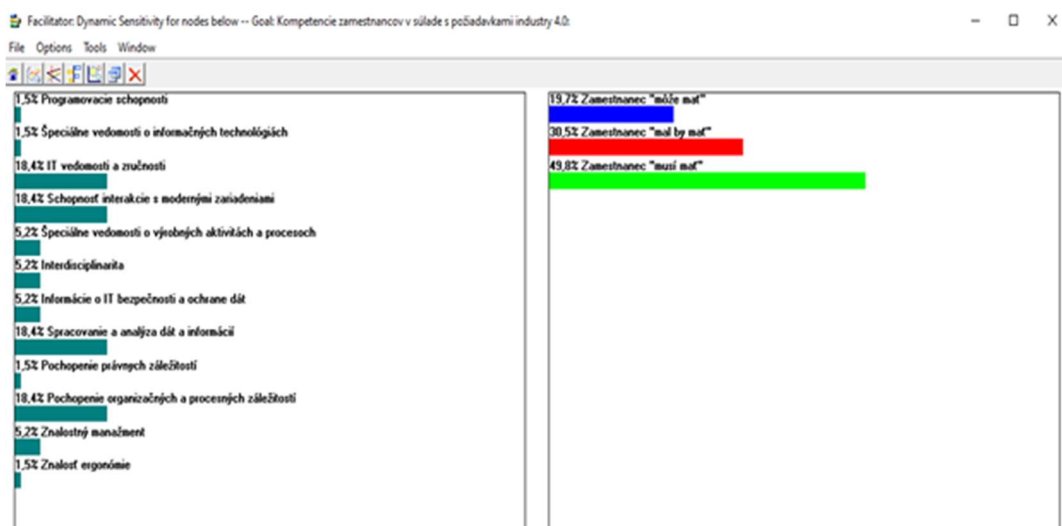 Facilitator: Dynamic Sensitivity for nodes below -- Goal: Kompetencie zamestnancov v súlade s požiadavkami industry 4.0:
File Options Tools Window
1,5% Programovacie schopnosti
1,5% Špeciálne vedomosti o informačných technológiách
18,4% IT vedomosti a zručnosti
18,4% Schopnosť interakcie s modernými zariadeniami
5,2% Špeciálne vedomosti o výrobných aktivitách a procesoch
5,2% Interdisciplinarita
5,2% Informácie o IT bezpečnosti a ochrane dát
18,4% Spracovanie a analýza dát a informácií
1,5% Pochopenie právnych záležitostí
18,4% Pochopenie organizačných a procesných záležitostí
5,2% Znalostný manažment
1,5% Znalosť ergonómie
19,7% Zamestnanec "môže mať"
30,5% Zamestnanec "mal by mať"
49,8% Zamestnanec "musí mať"